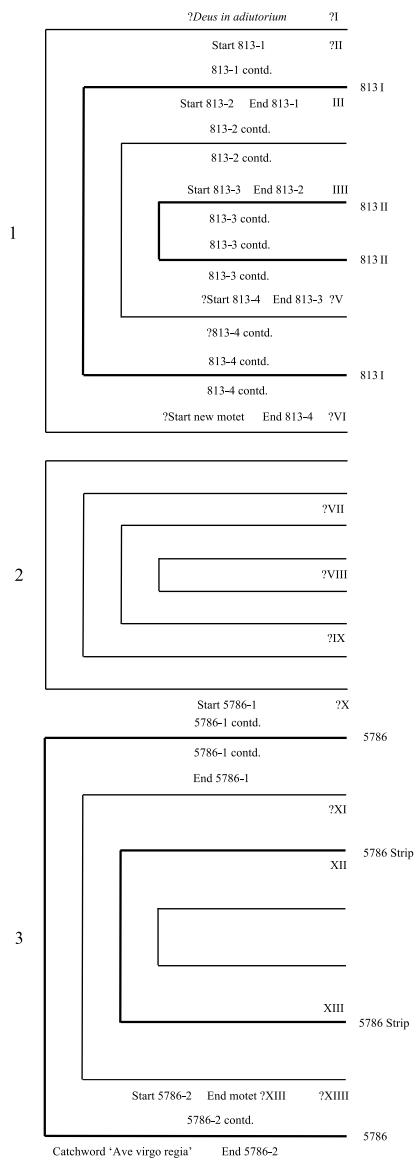 ?Deus in adiutorium ?I
Start 813-1 ?II
813-1 contd.
813 I
Start 813-2 End 813-1 III
813-2 contd.
813-2 contd.
Start 813-3 End 813-2 IIII
813 II
813-3 contd.
1
813-3 contd.
813 II
813-3 contd.
?Start 813-4 End 813-3 ?V
?813-4 contd.
813-4 contd.
813 I
813-4 contd.
?Start new motet End 813-4 ?VI
?VII
2
?VIII
?IX
Start 5786-1 ?X
5786-1 contd.
5786
5786-1 contd.
End 5786-1
?XI
5786 Strip
XII
3
XIII
5786 Strip
Start 5786-2 End motet ?XIII ?XIIII
5786-2 contd.
5786
Catchword ‘Ave virgo regia’ End 5786-2